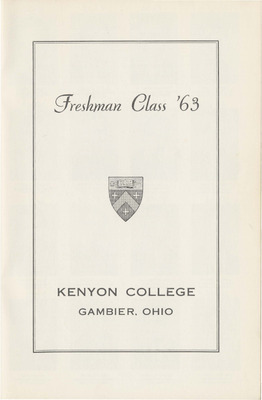 Freshman Class '63
KENYON COLLEGE
GAMBIER, OHIO